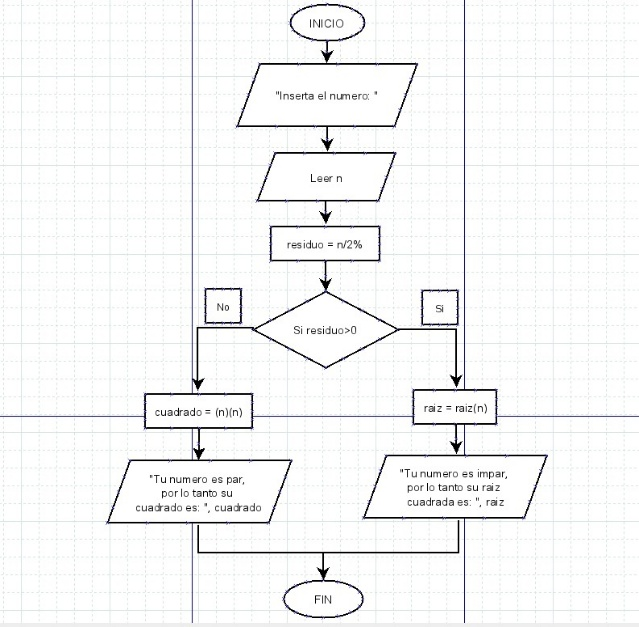 INICIO
"Inserta el numero: "
Leer n
residuo = n/2%
Si residuo>0
No
Si
cuadrado = (n)(n)
raiz = raiz(n)
"Tu numero es par,
por lo tanto su
cuadrado es: ", cuadrado
"Tu numero es impar,
por lo tanto su raiz
cuadrada es: ", raiz
FIN